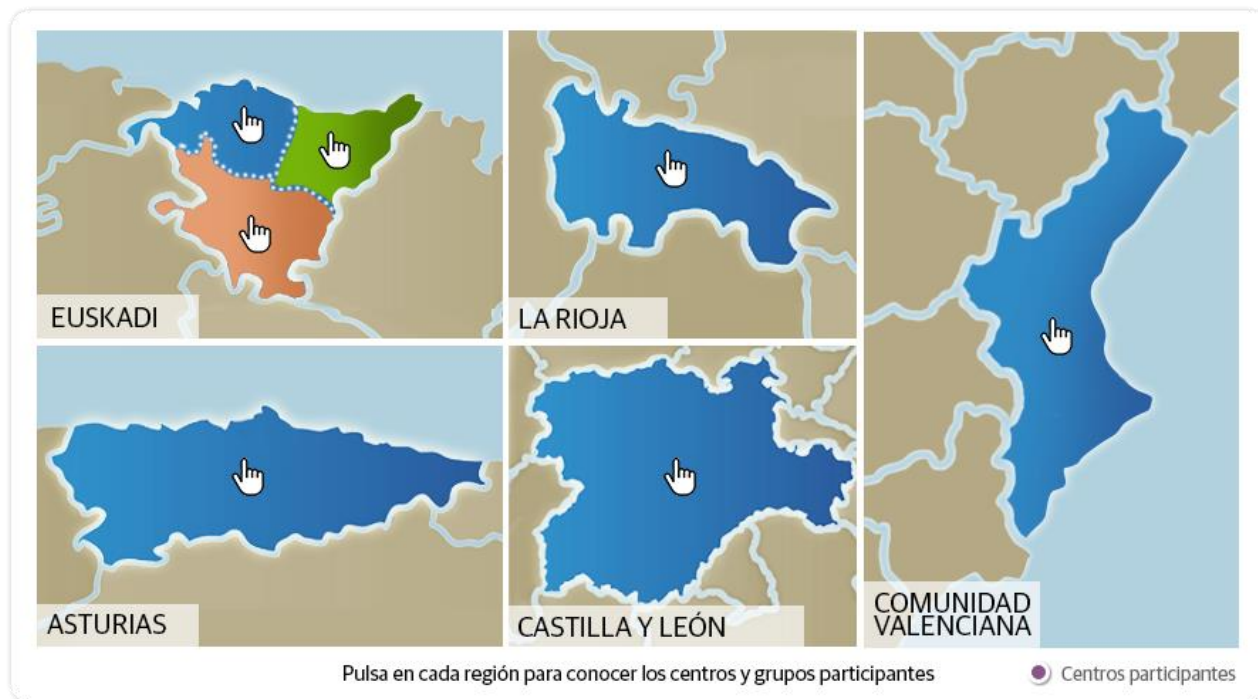 EUSKADI
LA RIOJA
ASTURIAS
CASTILLA Y LEÓN
COMUNIDAD
VALENCIANA
Pulsa en cada región para conocer los centros y grupos participantes
Centros participantes